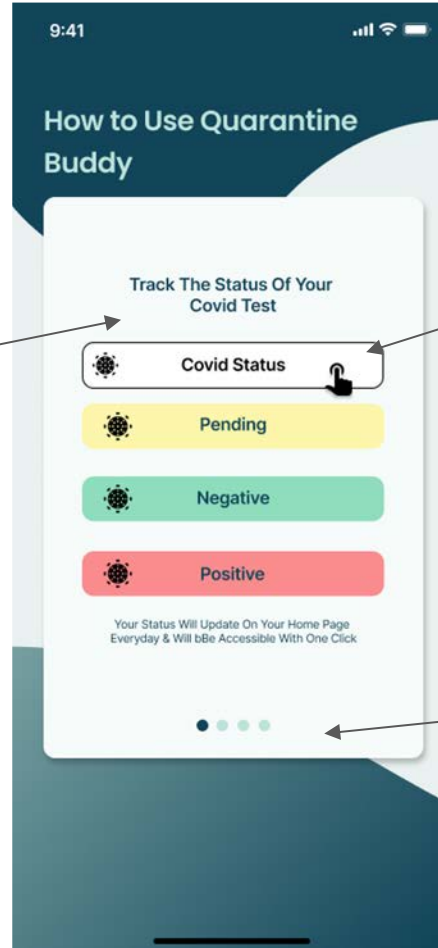 9:41
How to Use Quarantine
Buddy
Track The Status Of Your
Covid Test
Covid Status
Pending
Negative
Positive
Your Status Will Update On Your Home Page
Everyday & Will bBe Accessible With One Click